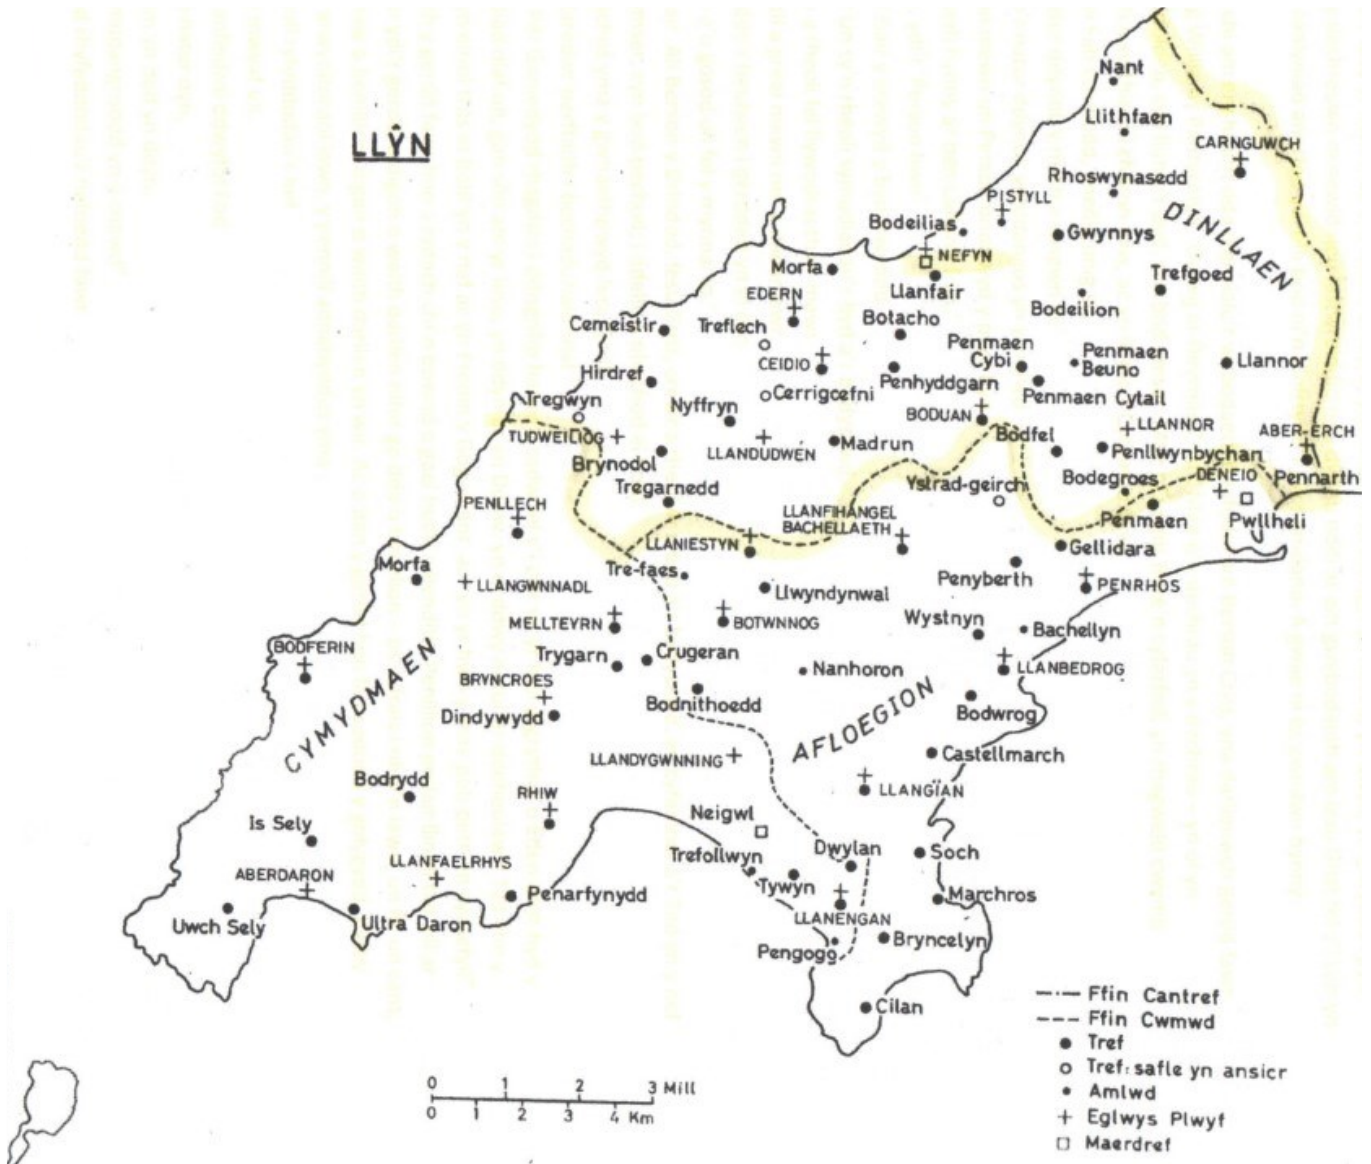 LLŶN
Nant
Llithfaen
CARNGUWCH
Rhoswynasedd
PISTYLL
DINLLAEN
Bodeilias
Gwynnys
NEFYN
Morfa
Llanfair
Trefgoed
EDERN
Bodeilion
Cemeistir
Treflech
Botacho
Penmaen
Cybi
Penmaen
Beuno
Llannor
CEIDIO
Hirdref
Cerrigcefni
Penhyddgarn
Penmaen Cytail
Tregwyn
Nyffryn
BODUAN
LLANNOR
ABER-ERCH
TUDWEILIOG
LLANDUDWEN
Madrun
Bodfel
Penllwynbychan
Brynodol
Ystrad-geirch
Bodegroes
DENEIO
Pennarth
Tregarnedd
PENLLECH
LLANFIHANGEL
BACHELLAETH
Penmaen
Pwllheli
LLANIESTYN
Gellidara
Morfa
Tre-faes
LLANGWNNADL
Llwyndynwal
Penyberth
PENRHOS
MELLTEYRN
BOTWNNOG
Wystnyn
Bachellyn
BODFERIN
Trygarn
Crugeran
Nanhoron
LLANBEDROG
BRYNCROES
Bodnithoedd
CYMYDMAEN
AFLOEGION
Bodwrog
Dindywydd
LLANDYGWNNING
Castellmarch
Bodrydd
RHIW
LLANGÏAN
Neigwl
Is Sely
Trefollwyn
Dwylan
Soch
LLANFAELRHYS
ABERDARON
Tywyn
Penarfynydd
Marchros
Uwch Sely
Ultra Daron
LLANENGAN
Bryncelyn
Pengogo
Cilan
Ffin Cantref
Ffin Cwmwd
Tref
Tref: safle yn ansicr
Amlwd
Eglwys Plwyf
Maerdref
0 1 2 3 Mill
0 1 2 3 4 Km